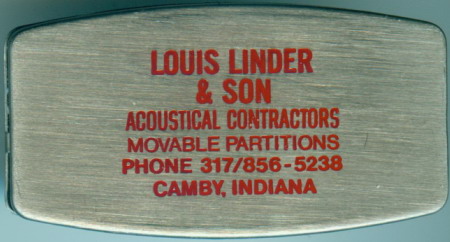 LOUIS LINDER
& SON
ACOUSTICAL CONTRACTORS
MOVABLE PARTITIONS
PHONE 317/856-5238
CAMBY, INDIANA